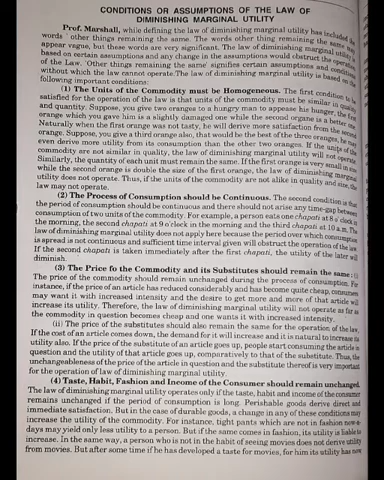 CONDITIONS OR ASSUMPTIONS OF THE LAW OF
DIMINISHING MARGINAL UTILITY
Prof. Marshall, while defining the law of diminishing marginal utility has included the
words ' other things remaining the same. The words other thing remaining the same may
appear vague, but these words are very significant. The law of diminishing marginal utility is
based on certain assumptions and any change in the assumptions would obstruct the operation
of the Law. 'Other things remaining the same' signifies certain assumptions and conditions
without which the law cannot operate The law of diminishing marginal utility is based on the
following important conditions:
(1) The Units of the Commodity must be Homogeneous. The first condition to be
satisfied for the operation of the law is that units of the commodity must be similar in quality
and quantity. Suppose, you give two oranges to a hungry man to appease his hunger, the first
orange which you gave him is a slightly damaged one while the second organe is a better one
Naturally when the first orange was not tasty, he will derive more satisfaction from the second
orange. Suppose, you give a third orange also, that would be the best of the three oranges, he may
even derive more utility from its consumption than the other two oranges. If the units of a
commodity are not similar in quality, the law of diminishing marginal utility will not operate
Similarly, the quantity of each unit must remain the same. If the first orange is very small in size
while the second orange is double the size of the first orange, the law of diminishing marginal
utility does not operate. Thus, if the units of the commodity are not alike in quality and size, the
law may not operate.
(2) The Process of Consumption should be Continuous. The second condition is that
the period of consumption should be continuous and there should not arise any time-gap between
consumption of two units of the commodity. For example, a person eats one chapati at 8 o' clock in
the morning, the second chapati at 9 o' clock in the morning and the third chapati at 10 a.m. The
law of diminishing marginal utility does not apply here because the period over which consumption
is spread is not continuous and sufficient time interval given will obstruct the operation of the law
If the second chapati is taken immediately after the first chapati, the utility of the later will
diminish.
(3) The Price fo the Commodity and its Substitutes should remain the same : (i)
The price of the commodity should remain unchanged during the process of consumption. For
instance, if the price of an article has reduced considerably and has become quite cheap, consumers
may want it with increased intensity and the desire to get more and more of that article will
increase its utility. Therefore, the law of diminishing marginal utility will not operate as far as
the commodity in question becomes cheap and one wants it with increased intensity.
(ii) The price of the substitutes should also remain the same for the operation of the law,
If the cost of an article comes down, the demand for it will increase and it is natural to increase its
utility also. If the price of the substitute of an article goes up, people start consuming the article in
question and the utility of that article goes up, comparatively to that of the substitute. Thus, the
unchangeableness of the price of the article in question and the substitute thereof is very important
for the operation of law of diminishing marginal utility.
(4) Taste, Habit, Fashion and Income of the Consumer should remain unchanged.
The law of diminishing marginal utility operates only if the taste, habit and income of the consumer
remains unchanged if the period of consumption is long. Perishable goods derive direct and
immediate satisfaction. But in the case of durable goods, a change in any of these conditions may
increase the utility of the commodity. For instance, tight pants which are not in fashion now-a-
days may yield only less utility to a person. But if the same comes in fashion, its utility is liable to
increase. In the same way, a person who is not in the habit of seeing movies does not derive utility
from movies. But after some time if he has developed a taste for movies, for him its utility has now